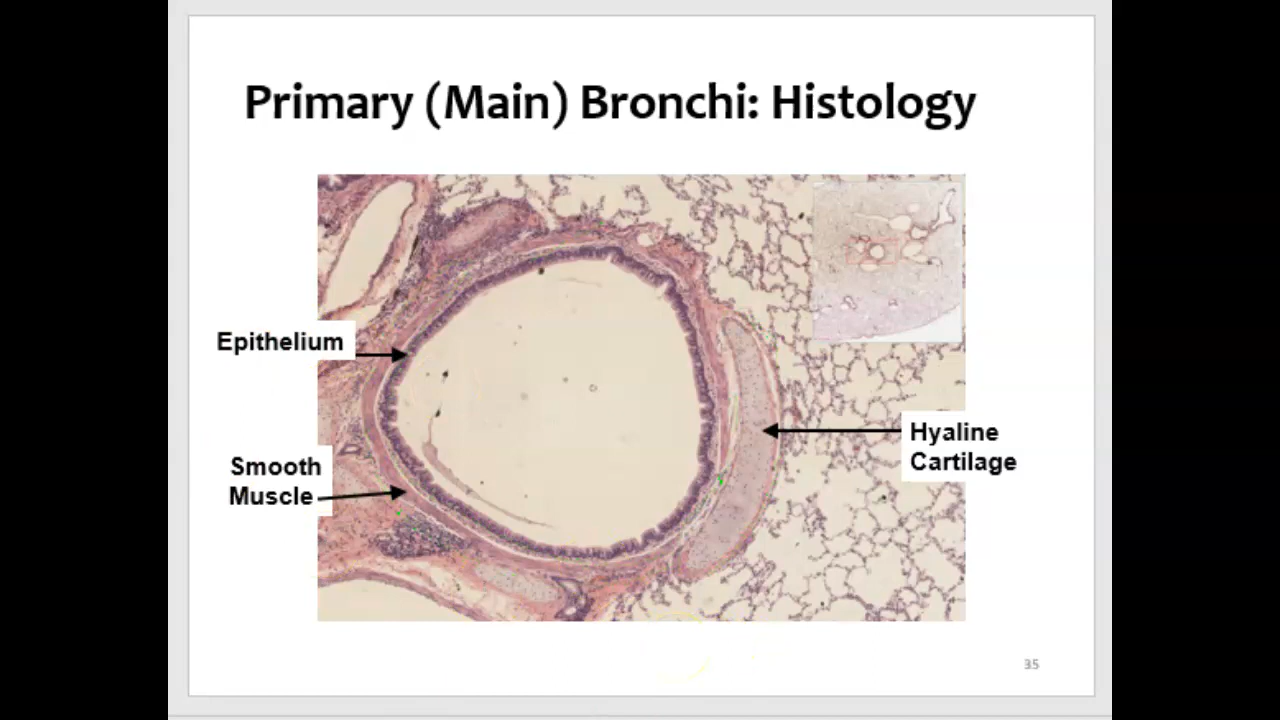 Primary (Main) Bronchi: Histology
Epithelium
Hyaline
Cartilage
Smooth
Muscle
35